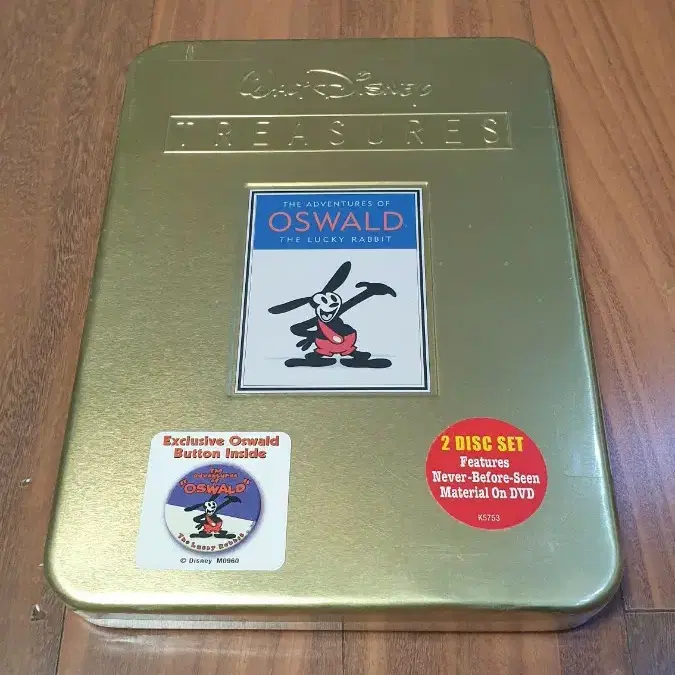 Walt Disney
TREASURES
THE ADVENTURES OF
OSWALD
THE LUCKY RABBIT
Exclusive Oswald
Button Inside
The
Adventures
of
"OSWALD"
The Lucky Rabbit
© Disney M0960
2 DISC SET
Features
Never-Before-Seen
Material On DVD
K5753